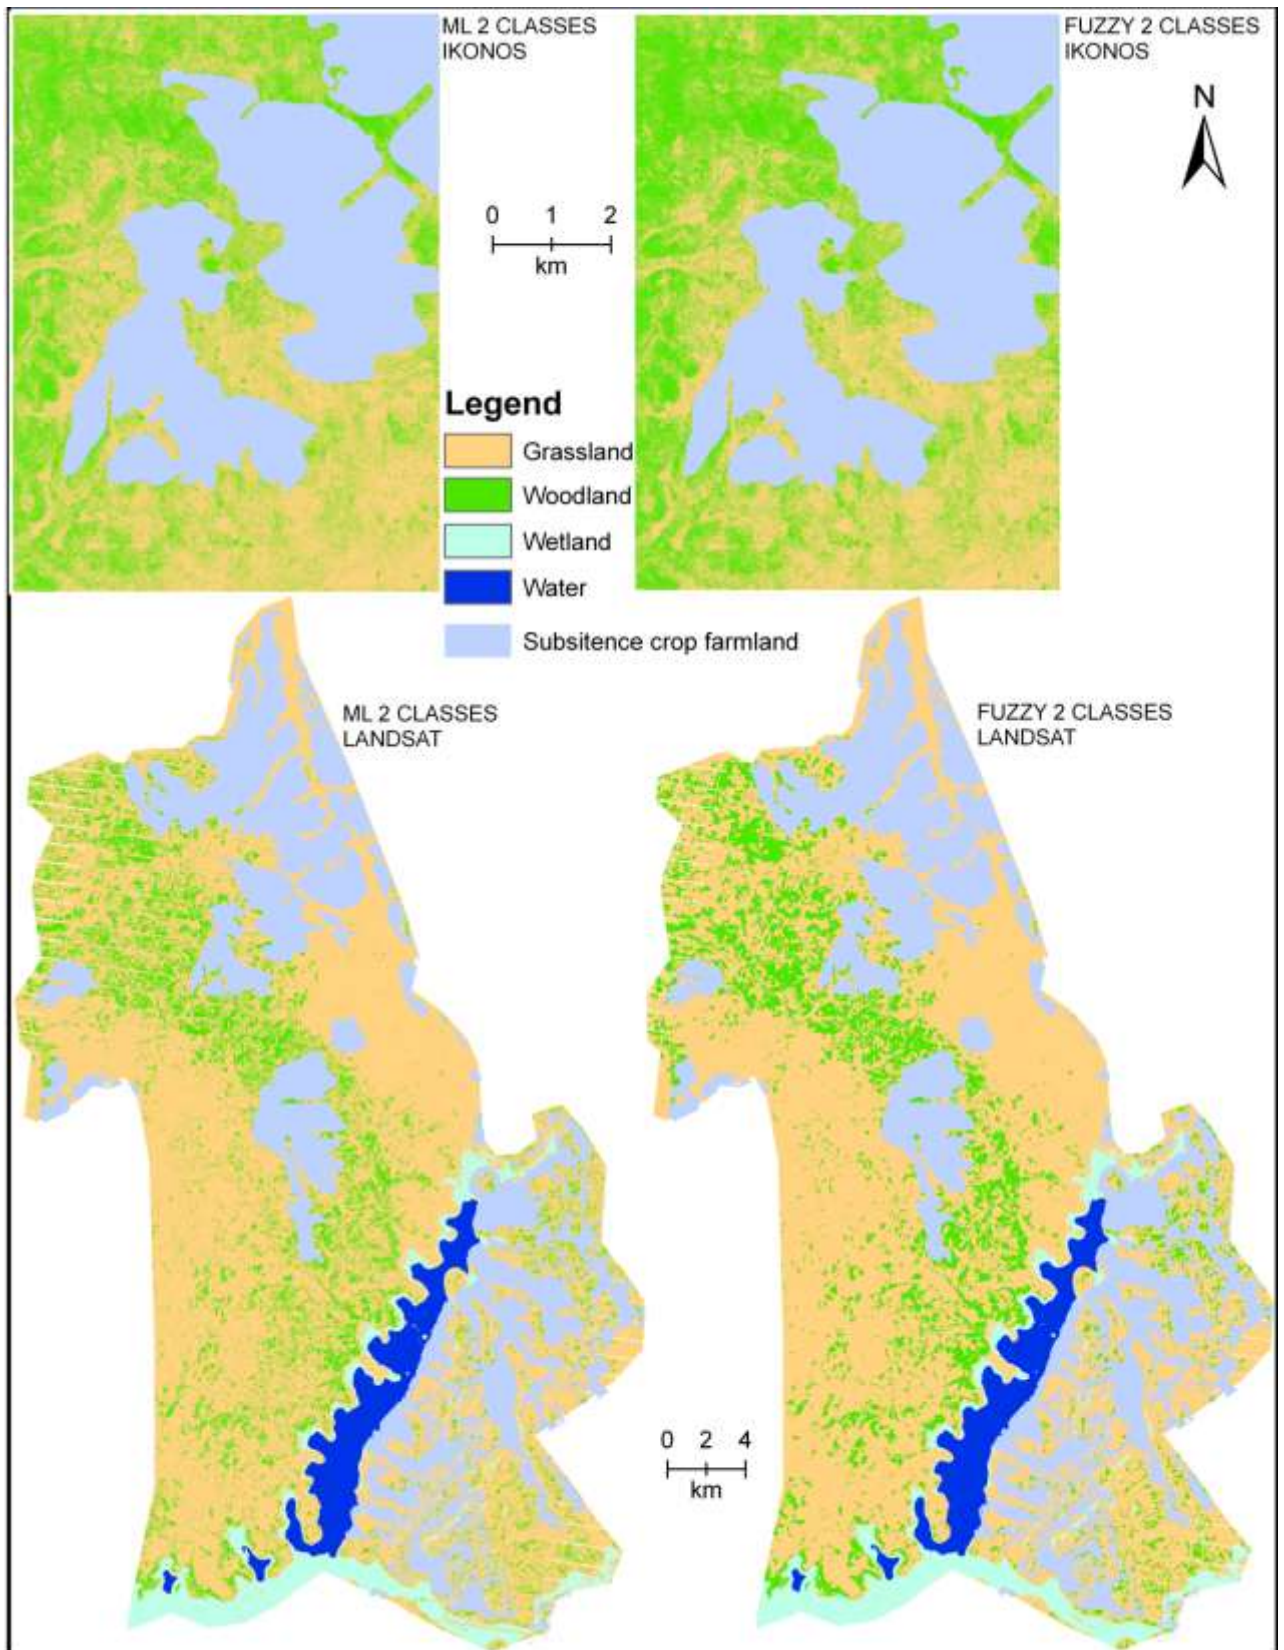 ML 2 CLASSES
IKONOS
FUZZY 2 CLASSES
IKONOS
N
0 1 2
km
Legend
Grassland
Woodland
Wetland
Water
Subsitence crop farmland
ML 2 CLASSES
LANDSAT
FUZZY 2 CLASSES
LANDSAT
0 2 4
km